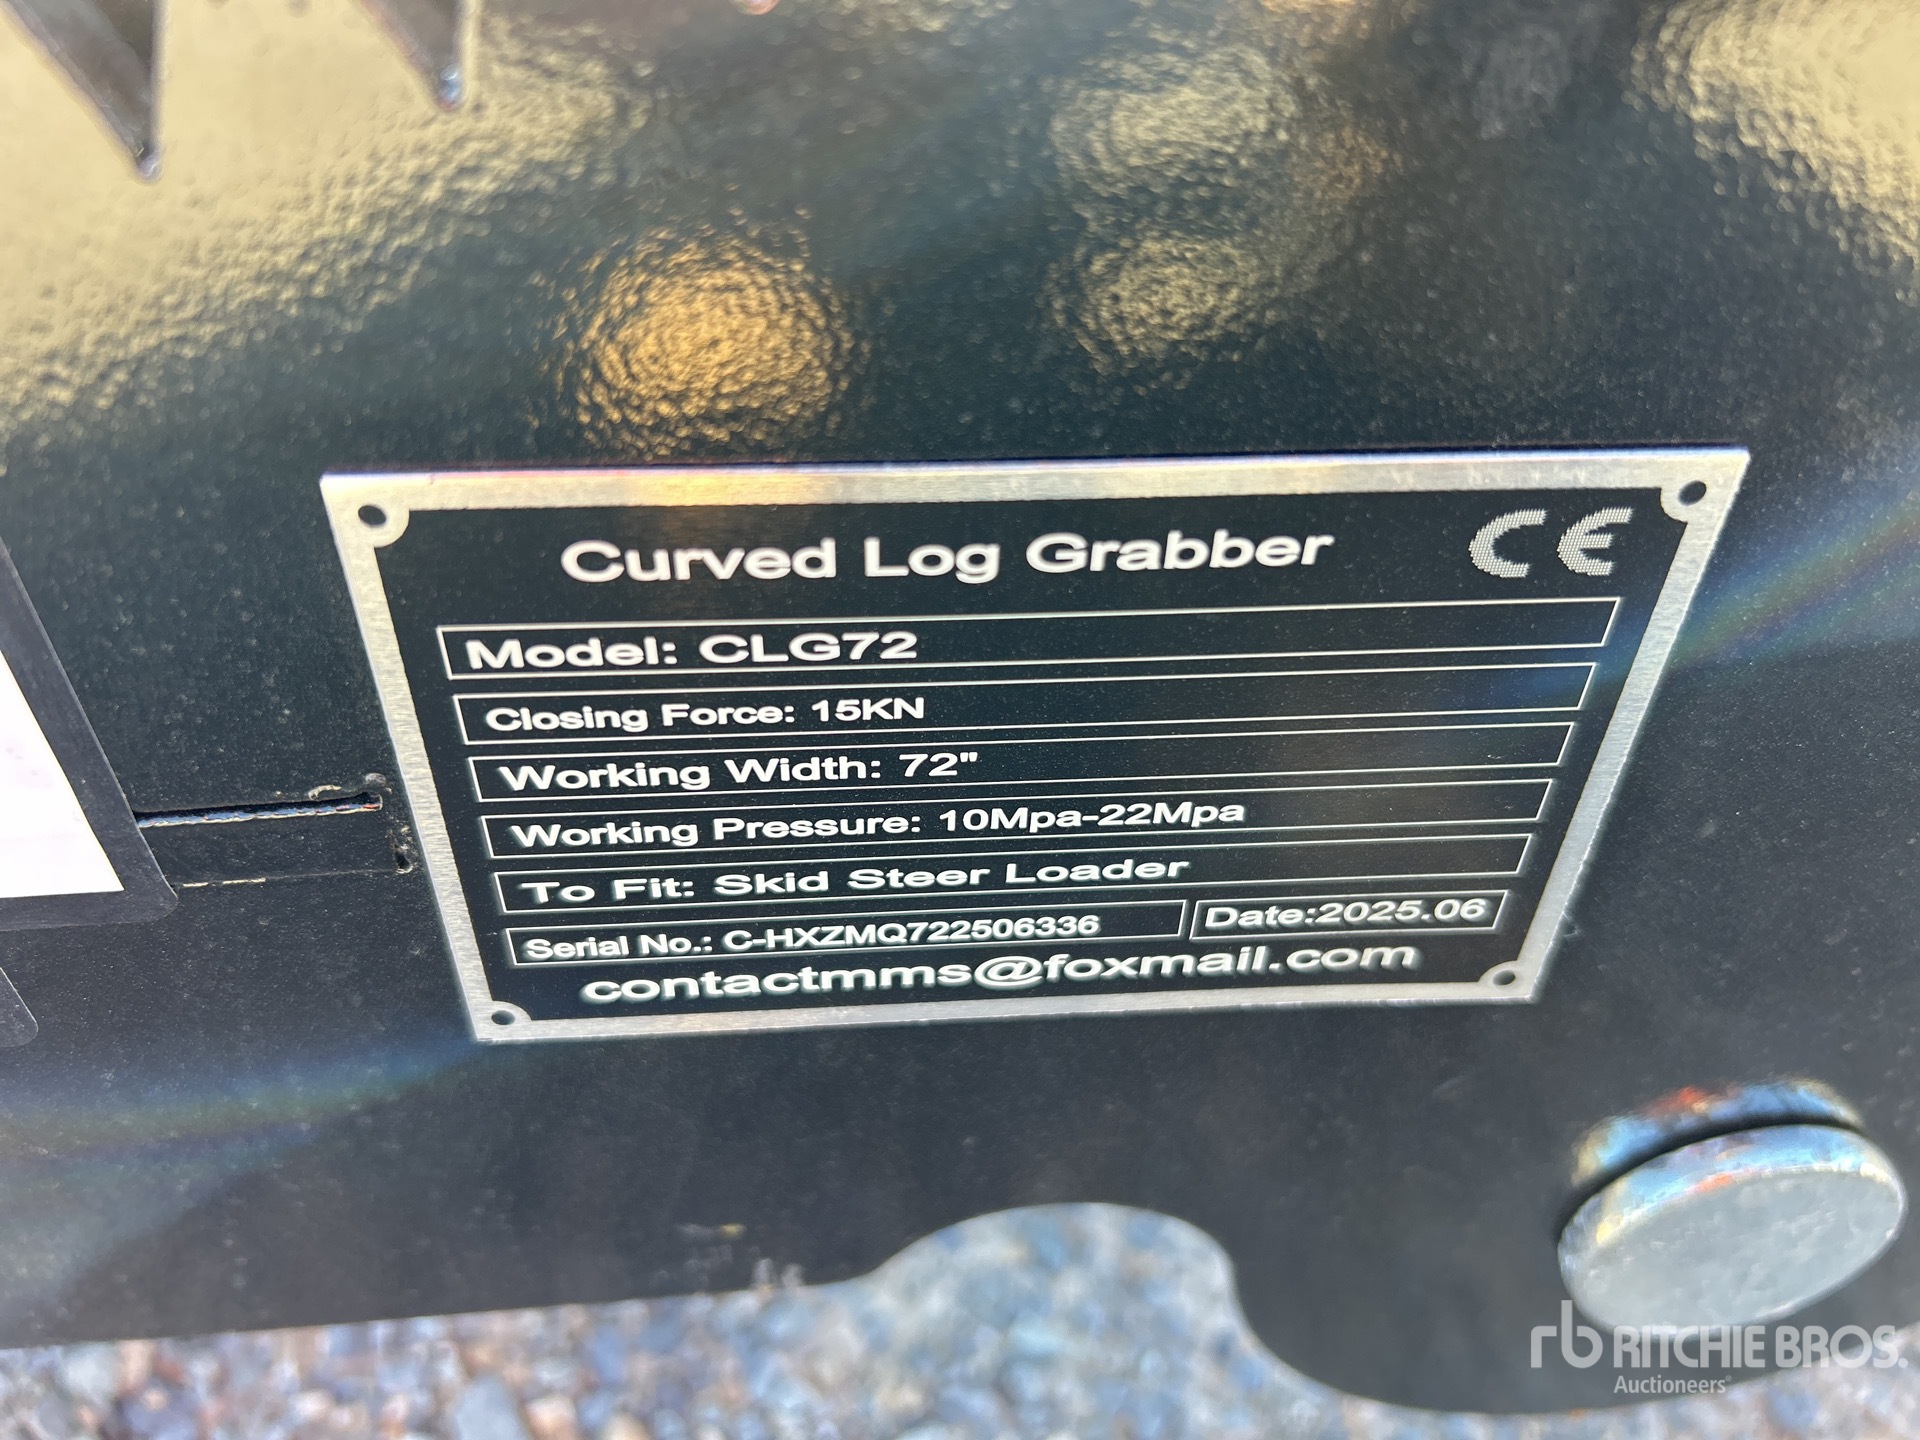 Curved Log Grabber CE
Model: CLG72
Closing Force: 15KN
Working Width: 72"
Working Pressure: 10Mpa-22Mpa
To Fit: Skid Steer Loader
Serial No.: C-HXZMQ722506336 Date:2025.06
contactmms@foxmail.com
rb RITCHIE BROS.
Auctioneers